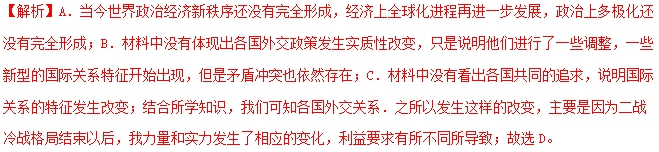 【解析】A．当今世界政治经济新秩序还没有完全形成，经济上全球化进程再进一步发展，政治上多极化还
没有完全形成；B．材料中没有体现出各国外交政策发生实质性改变，只是说明他们进行了一些调整，一些
新型的国际关系特征开始出现，但是矛盾冲突也依然存在；C．材料中没有看出各国共同的追求，说明国际
关系的特征发生改变；结合所学知识，我们可知各国外交关系．之所以发生这样的改变，主要是因为二战
冷战格局结束以后，我力量和实力发生了相应的变化，利益要求有所不同所导致；故选 D。